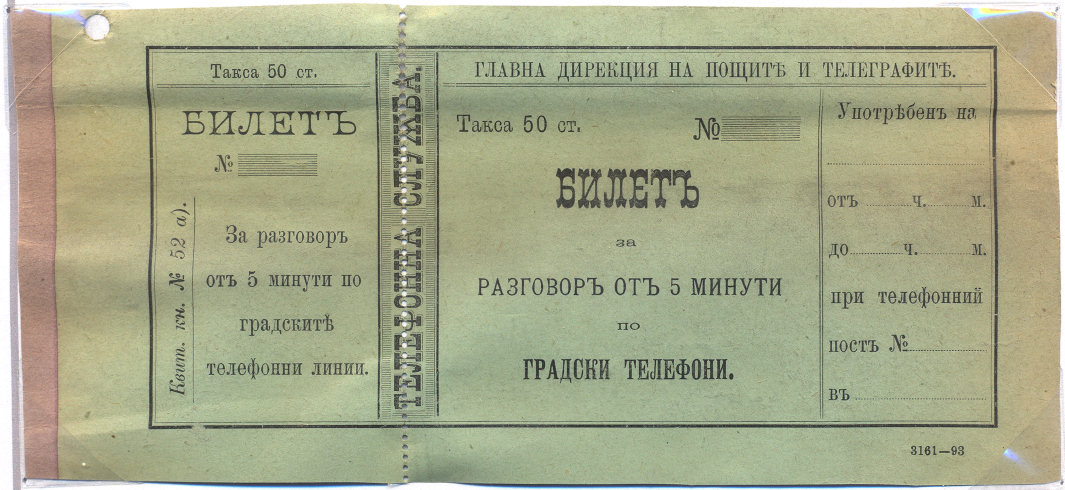 Такса 50 ст.
БИЛЕТЪ
№
За разговоръ
отъ 5 минути по
градскитѣ
телефонни линии.
Квит. кн. № 52 а).
ТЕЛЕФОННА СЛУЖБА.
ГЛАВНА ДИРЕКЦИЯ НА ПОЩИТѢ И ТЕЛЕГРАФИТѢ.
Такса 50 ст. №
БИЛЕТЪ
за
РАЗГОВОРЪ ОТЪ 5 МИНУТИ
по
ГРАДСКИ ТЕЛЕФОНИ.
Употрѣбенъ на
отъ ........ч. ........м.
до........ч. ........м.
при телефонний
постъ №........
въ ........
3161—93